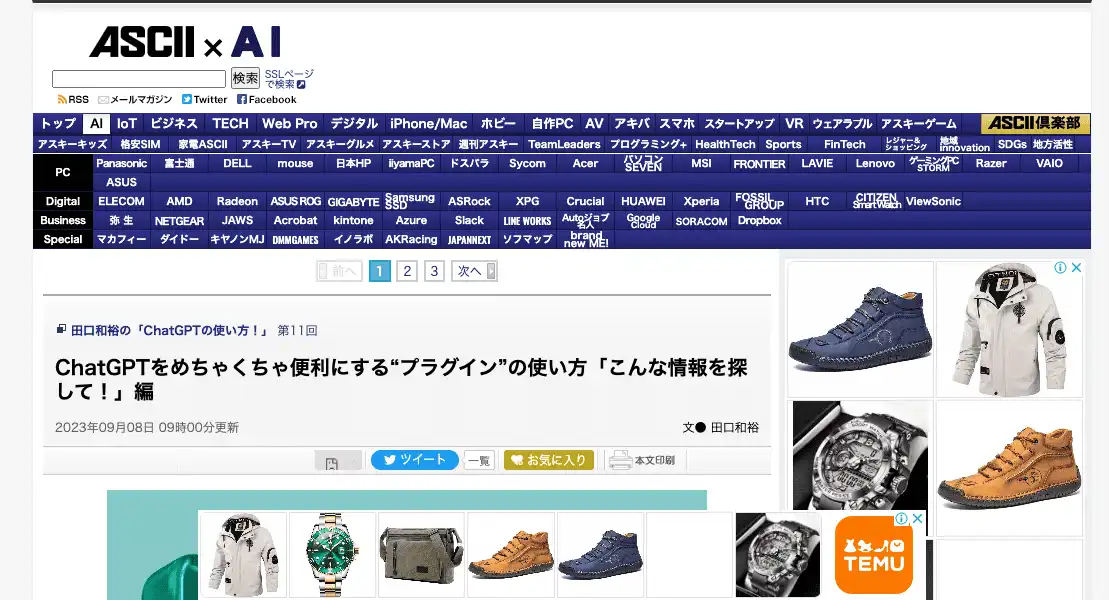 ASCII × AI
検索 SSLページ
で検索
RSS メールマガジン Twitter Facebook
トップ AI IoT ビジネス TECH Web Pro デジタル iPhone/Mac ホビー 自作PC AV アキバ スマホ スタートアップ VR ウェアラブル アスキーゲーム ASCII倶楽部
アスキーキッズ 格安SIM 家電ASCII アスキーTV アスキーグルメ アスキーストア 週刊アスキー TeamLeaders プログラミング+ HealthTech Sports FinTech レジャー&ショッピング 地域innovation SDGs 地方活性
PC Panasonic 富士通 DELL mouse 日本HP iiyamaPC ドスパラ Sycom Acer パソコンSEVEN MSI FRONTIER LAVIE Lenovo ゲーミングPC STORM Razer VAIO
ASUS
Digital ELECOM AMD Radeon ASUS ROG GIGABYTE Samsung SSD ASRock XPG Crucial HUAWEI Xperia FOSSIL GROUP HTC CITIZEN SmartWatch ViewSonic
Business 弥生 NETGEAR JAWS Acrobat kintone Azure Slack LINE WORKS Autoジョブ名人 Google Cloud SORACOM Dropbox
Special マカフィー ダイドー キヤノンMJ DMMGAMES イノラボ AKRacing JAPANNEXT ソフマップ brand new ME!
前へ 1 2 3 次へ
田口和裕の「ChatGPTの使い方！」 第11回
ChatGPTをめちゃくちゃ便利にする“プラグイン”の使い方「こんな情報を探
して！」編
2023年09月08日 09時00分更新
文● 田口和裕
ツイート 一覧 お気に入り 本文印刷
TEMU